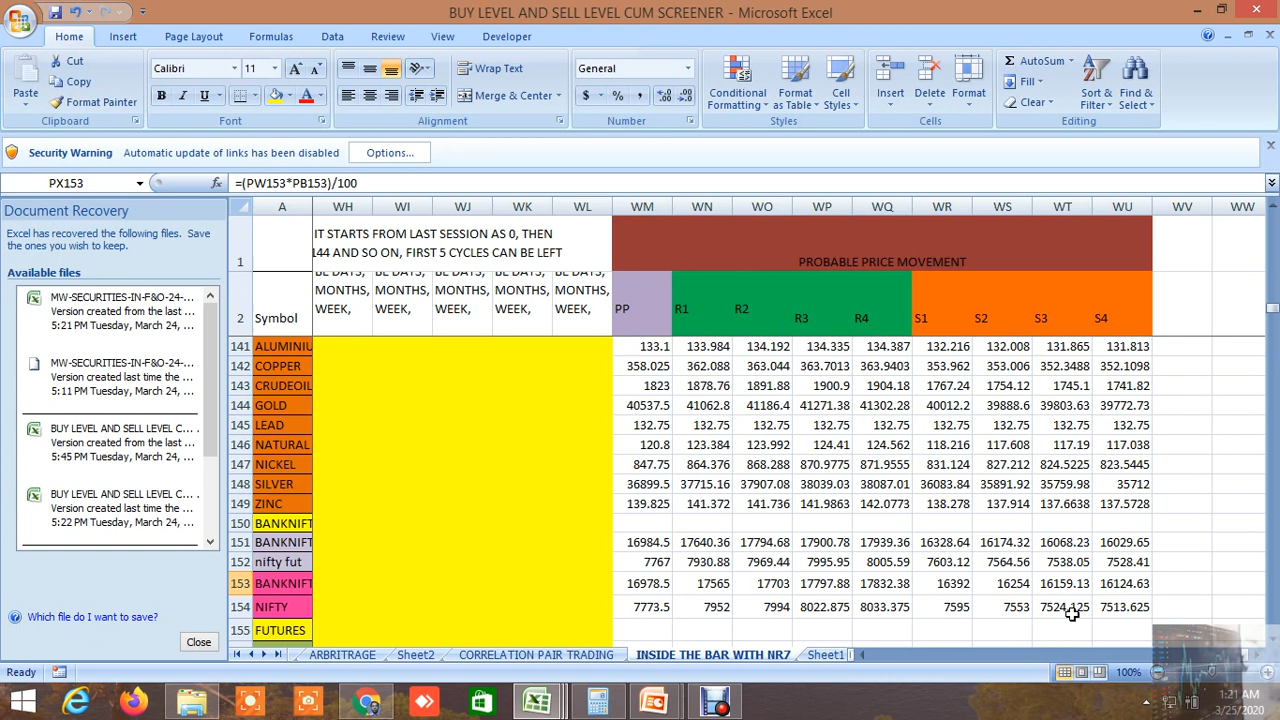 BUY LEVEL AND SELL LEVEL CUM SCREENER - Microsoft Excel
Home Insert Page Layout Formulas Data Review View Developer
Paste Cut Copy Format Painter
Calibri 11 Wrap Text Merge & Center General
B I U $ % ,
Conditional Formatting Format as Table Cell Styles Insert Delete Format
Σ AutoSum Fill Clear Sort & Filter Find & Select
Clipboard Font Alignment Number Styles Cells Editing
Security Warning Automatic update of links has been disabled Options...
PX153 fx =(PW153*PB153)/100
Document Recovery
Excel has recovered the following files. Save
the ones you wish to keep.
Available files
MW-SECURITIES-IN-F&O-24-...
Version created from the last ...
5:21 PM Tuesday, March 24, ...
MW-SECURITIES-IN-F&O-24-...
Version created last time the ...
5:11 PM Tuesday, March 24, ...
BUY LEVEL AND SELL LEVEL C... .
Version created from the last ...
5:45 PM Tuesday, March 24, ...
BUY LEVEL AND SELL LEVEL C... .
Version created last time the ...
5:22 PM Tuesday, March 24, ...
Which file do I want to save?
Close
A WH WI WJ WK WL WM WN WO WP WQ WR WS WT WU WV WW
IT STARTS FROM LAST SESSION AS 0, THEN
1 144 AND SO ON, FIRST 5 CYCLES CAN BE LEFT PROBABLE PRICE MOVEMENT
BE DAYS, BE DAYS, BE DAYS, BE DAYS, BE DAYS,
MONTHS, MONTHS, MONTHS, MONTHS, MONTHS,
WEEK, WEEK, WEEK, WEEK, WEEK, PP R1 R2
2 Symbol R3 R4 S1 S2 S3 S4
141 ALUMINIU 133.1 133.984 134.192 134.335 134.387 132.216 132.008 131.865 131.813
142 COPPER 358.025 362.088 363.044 363.7013 363.9403 353.962 353.006 352.3488 352.1098
143 CRUDEOIL 1823 1878.76 1891.88 1900.9 1904.18 1767.24 1754.12 1745.1 1741.82
144 GOLD 40537.5 41062.8 41186.4 41271.38 41302.28 40012.2 39888.6 39803.63 39772.73
145 LEAD 132.75 132.75 132.75 132.75 132.75 132.75 132.75 132.75 132.75
146 NATURAL 120.8 123.384 123.992 124.41 124.562 118.216 117.608 117.19 117.038
147 NICKEL 847.75 864.376 868.288 870.9775 871.9555 831.124 827.212 824.5225 823.5445
148 SILVER 36899.5 37715.16 37907.08 38039.03 38087.01 36083.84 35891.92 35759.98 35712
149 ZINC 139.825 141.372 141.736 141.9863 142.0773 138.278 137.914 137.6638 137.5728
150 BANKNIFT
151 BANKNIFT 16984.5 17640.36 17794.68 17900.78 17939.36 16328.64 16174.32 16068.23 16029.65
152 nifty fut 7767 7930.88 7969.44 7995.95 8005.59 7603.12 7564.56 7538.05 7528.41
153 BANKNIFT 16978.5 17565 17703 17797.88 17832.38 16392 16254 16159.13 16124.63
154 NIFTY 7773.5 7952 7994 8022.875 8033.375 7595 7553 7524.125 7513.625
155 FUTURES
ARBITRAGE Sheet2 CORRELATION PAIR TRADING INSIDE THE BAR WITH NR7 Sheet1
Ready 100%
1:21 AM
3/25/2020